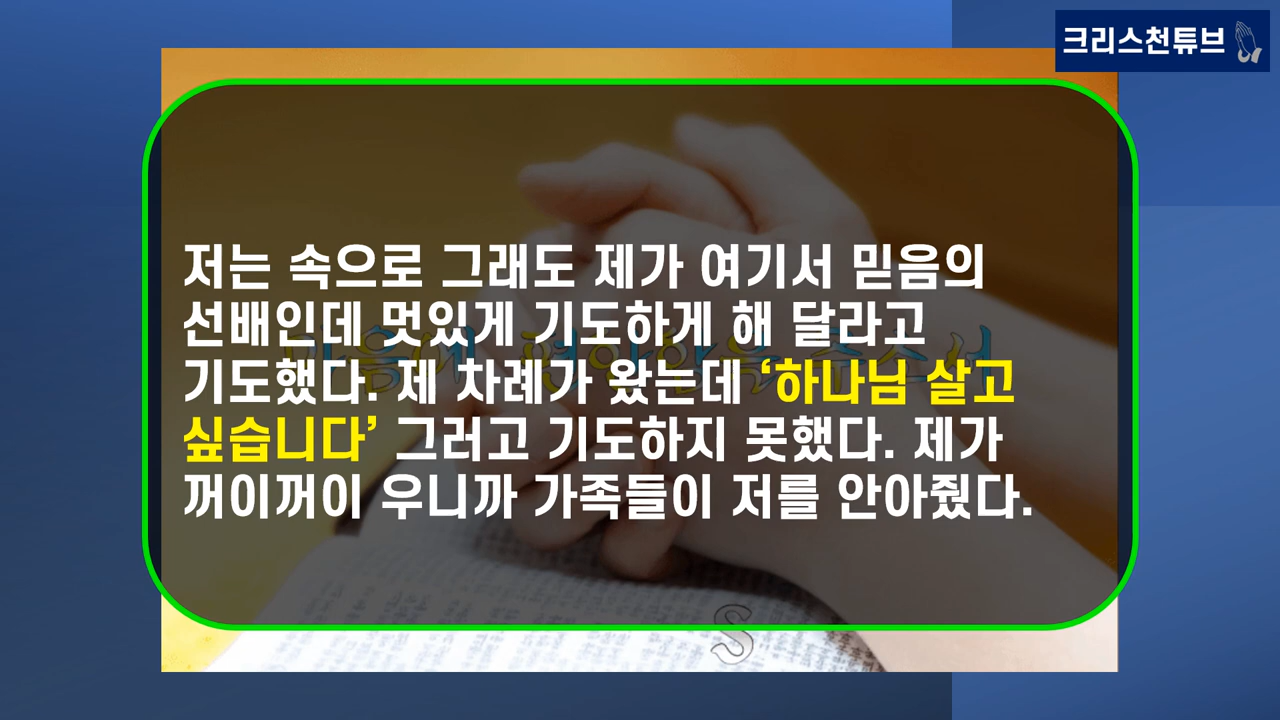 크리스천튜브
저는 속으로 그래도 제가 여기서 믿음의
선배인데 멋있게 기도하게 해 달라고
기도했다. 제 차례가 왔는데 ‘하나님 살고
싶습니다’ 그러고 기도하지 못했다. 제가
꺼이꺼이 우니까 가족들이 저를 안아줬다.
S